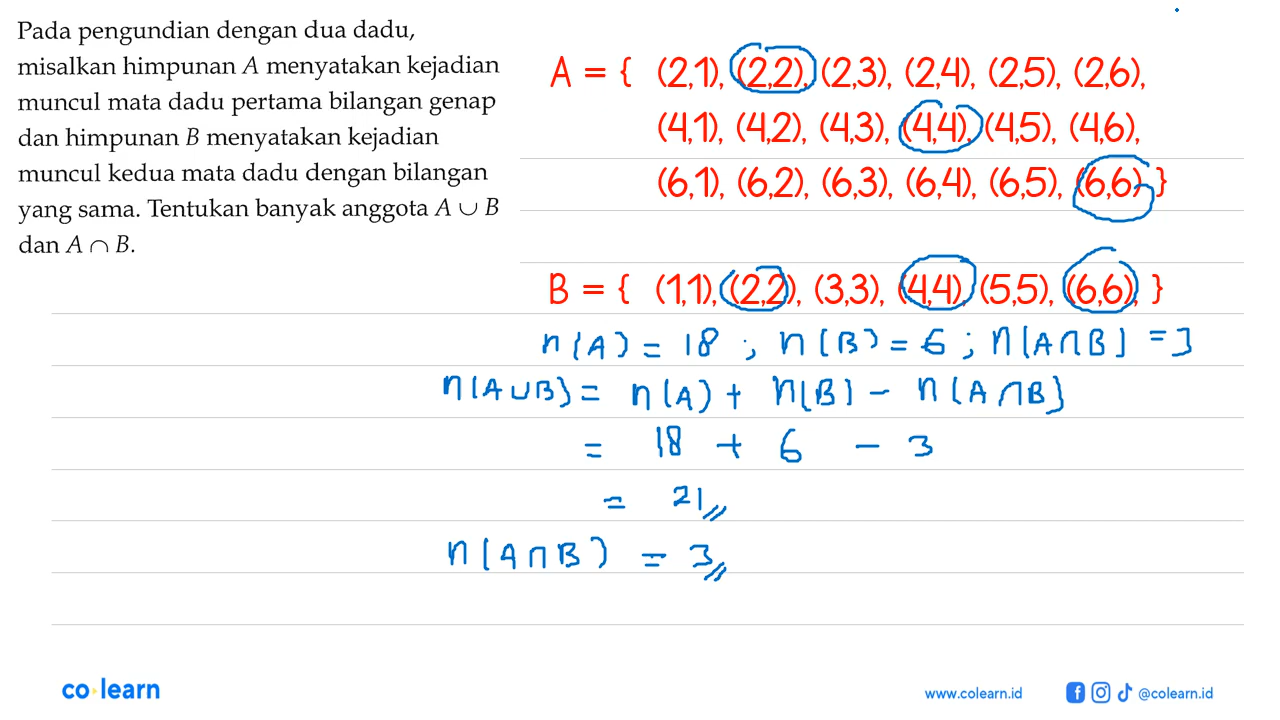 Pada pengundian dengan dua dadu,
misalkan himpunan A menyatakan kejadian
muncul mata dadu pertama bilangan genap
dan himpunan B menyatakan kejadian
muncul kedua mata dadu dengan bilangan
yang sama. Tentukan banyak anggota A ∪ B
dan A ∩ B.
A = { (2,1), (2,2), (2,3), (2,4), (2,5), (2,6),
(4,1), (4,2), (4,3), (4,4), (4,5), (4,6),
(6,1), (6,2), (6,3), (6,4), (6,5), (6,6) }
B = { (1,1), (2,2), (3,3), (4,4), (5,5), (6,6), }
n(A) = 18 ; n(B) = 6 ; n(A∩B) = 3
n(A∪B) = n(A) + n(B) - n(A∩B)
= 18 + 6 - 3
= 21
n(A∩B) = 3
co learn
www.colearn.id @colearn.id